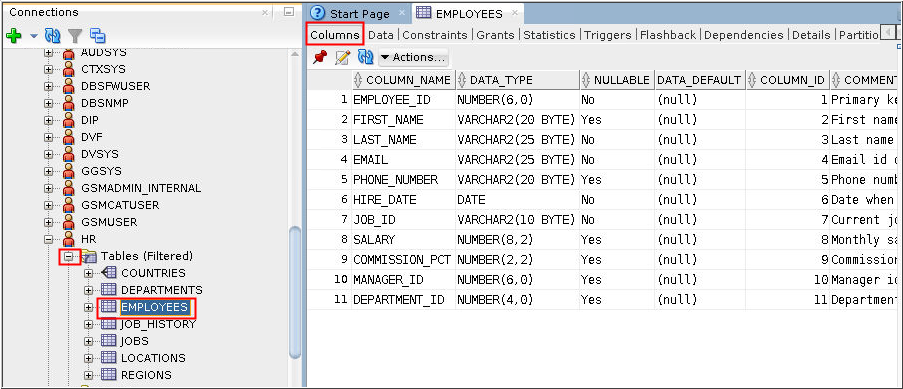 Connections
AUDSYS
CTXSYS
DBSFWUSER
DBSNMP
DIP
DVF
DVSYS
GGSYS
GSMADMIN_INTERNAL
GSMCATUSER
GSMUSER
HR
Tables (Filtered)
COUNTRIES
DEPARTMENTS
EMPLOYEES
JOB_HISTORY
JOBS
LOCATIONS
REGIONS
Start Page EMPLOYEES
Columns Data Constraints Grants Statistics Triggers Flashback Dependencies Details Partitio
Actions...
COLUMN_NAME DATA_TYPE NULLABLE DATA_DEFAULT COLUMN_ID COMMENT
1 EMPLOYEE_ID NUMBER(6,0) No (null) 1 Primary ke
2 FIRST_NAME VARCHAR2(20 BYTE) Yes (null) 2 First name
3 LAST_NAME VARCHAR2(25 BYTE) No (null) 3 Last name
4 EMAIL VARCHAR2(25 BYTE) No (null) 4 Email id o
5 PHONE_NUMBER VARCHAR2(20 BYTE) Yes (null) 5 Phone numb
6 HIRE_DATE DATE No (null) 6 Date when
7 JOB_ID VARCHAR2(10 BYTE) No (null) 7 Current jo
8 SALARY NUMBER(8,2) Yes (null) 8 Monthly sa
9 COMMISSION_PCT NUMBER(2,2) Yes (null) 9 Commission
10 MANAGER_ID NUMBER(6,0) Yes (null) 10 Manager id
11 DEPARTMENT_ID NUMBER(4,0) Yes (null) 11 Department